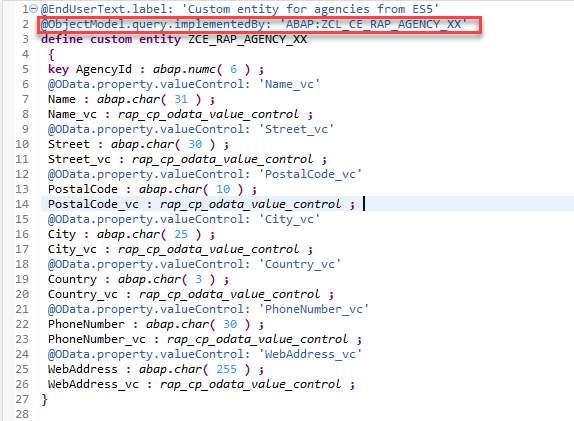 1 @EndUserText.label: 'Custom entity for agencies from ES5'
2 @ObjectModel.query.implementedBy: 'ABAP:ZCL_CE_RAP_AGENCY_XX'
3 define custom entity ZCE_RAP_AGENCY_XX
4 {
5 key AgencyId : abap.numc( 6 ) ;
6 @OData.property.valueControl: 'Name_vc'
7 Name : abap.char( 31 ) ;
8 Name_vc : rap_cp_odata_value_control ;
9 @OData.property.valueControl: 'Street_vc'
10 Street : abap.char( 30 ) ;
11 Street_vc : rap_cp_odata_value_control ;
12 @OData.property.valueControl: 'PostalCode_vc'
13 PostalCode : abap.char( 10 ) ;
14 PostalCode_vc : rap_cp_odata_value_control ;
15 @OData.property.valueControl: 'City_vc'
16 City : abap.char( 25 ) ;
17 City_vc : rap_cp_odata_value_control ;
18 @OData.property.valueControl: 'Country_vc'
19 Country : abap.char( 3 ) ;
20 Country_vc : rap_cp_odata_value_control ;
21 @OData.property.valueControl: 'PhoneNumber_vc'
22 PhoneNumber : abap.char( 30 ) ;
23 PhoneNumber_vc : rap_cp_odata_value_control ;
24 @OData.property.valueControl: 'WebAddress_vc'
25 WebAddress : abap.char( 255 ) ;
26 WebAddress_vc : rap_cp_odata_value_control ;
27 }
28